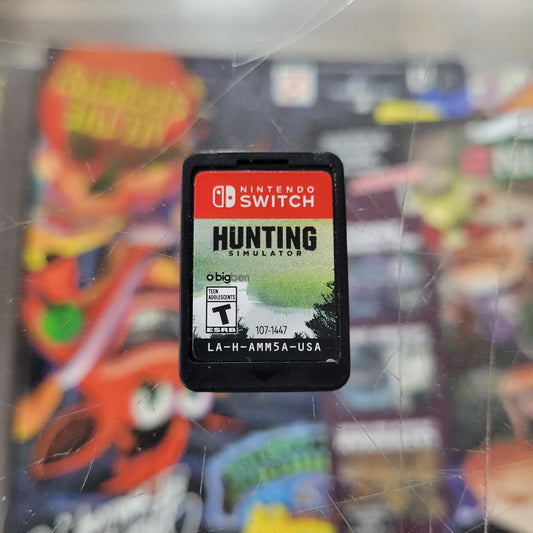 NINTENDO
SWITCH
HUNTING
SIMULATOR
bigben
TEEN
ADOLESCENTS
T
ESRB
107-1447
LA-H-AMM5A-USA